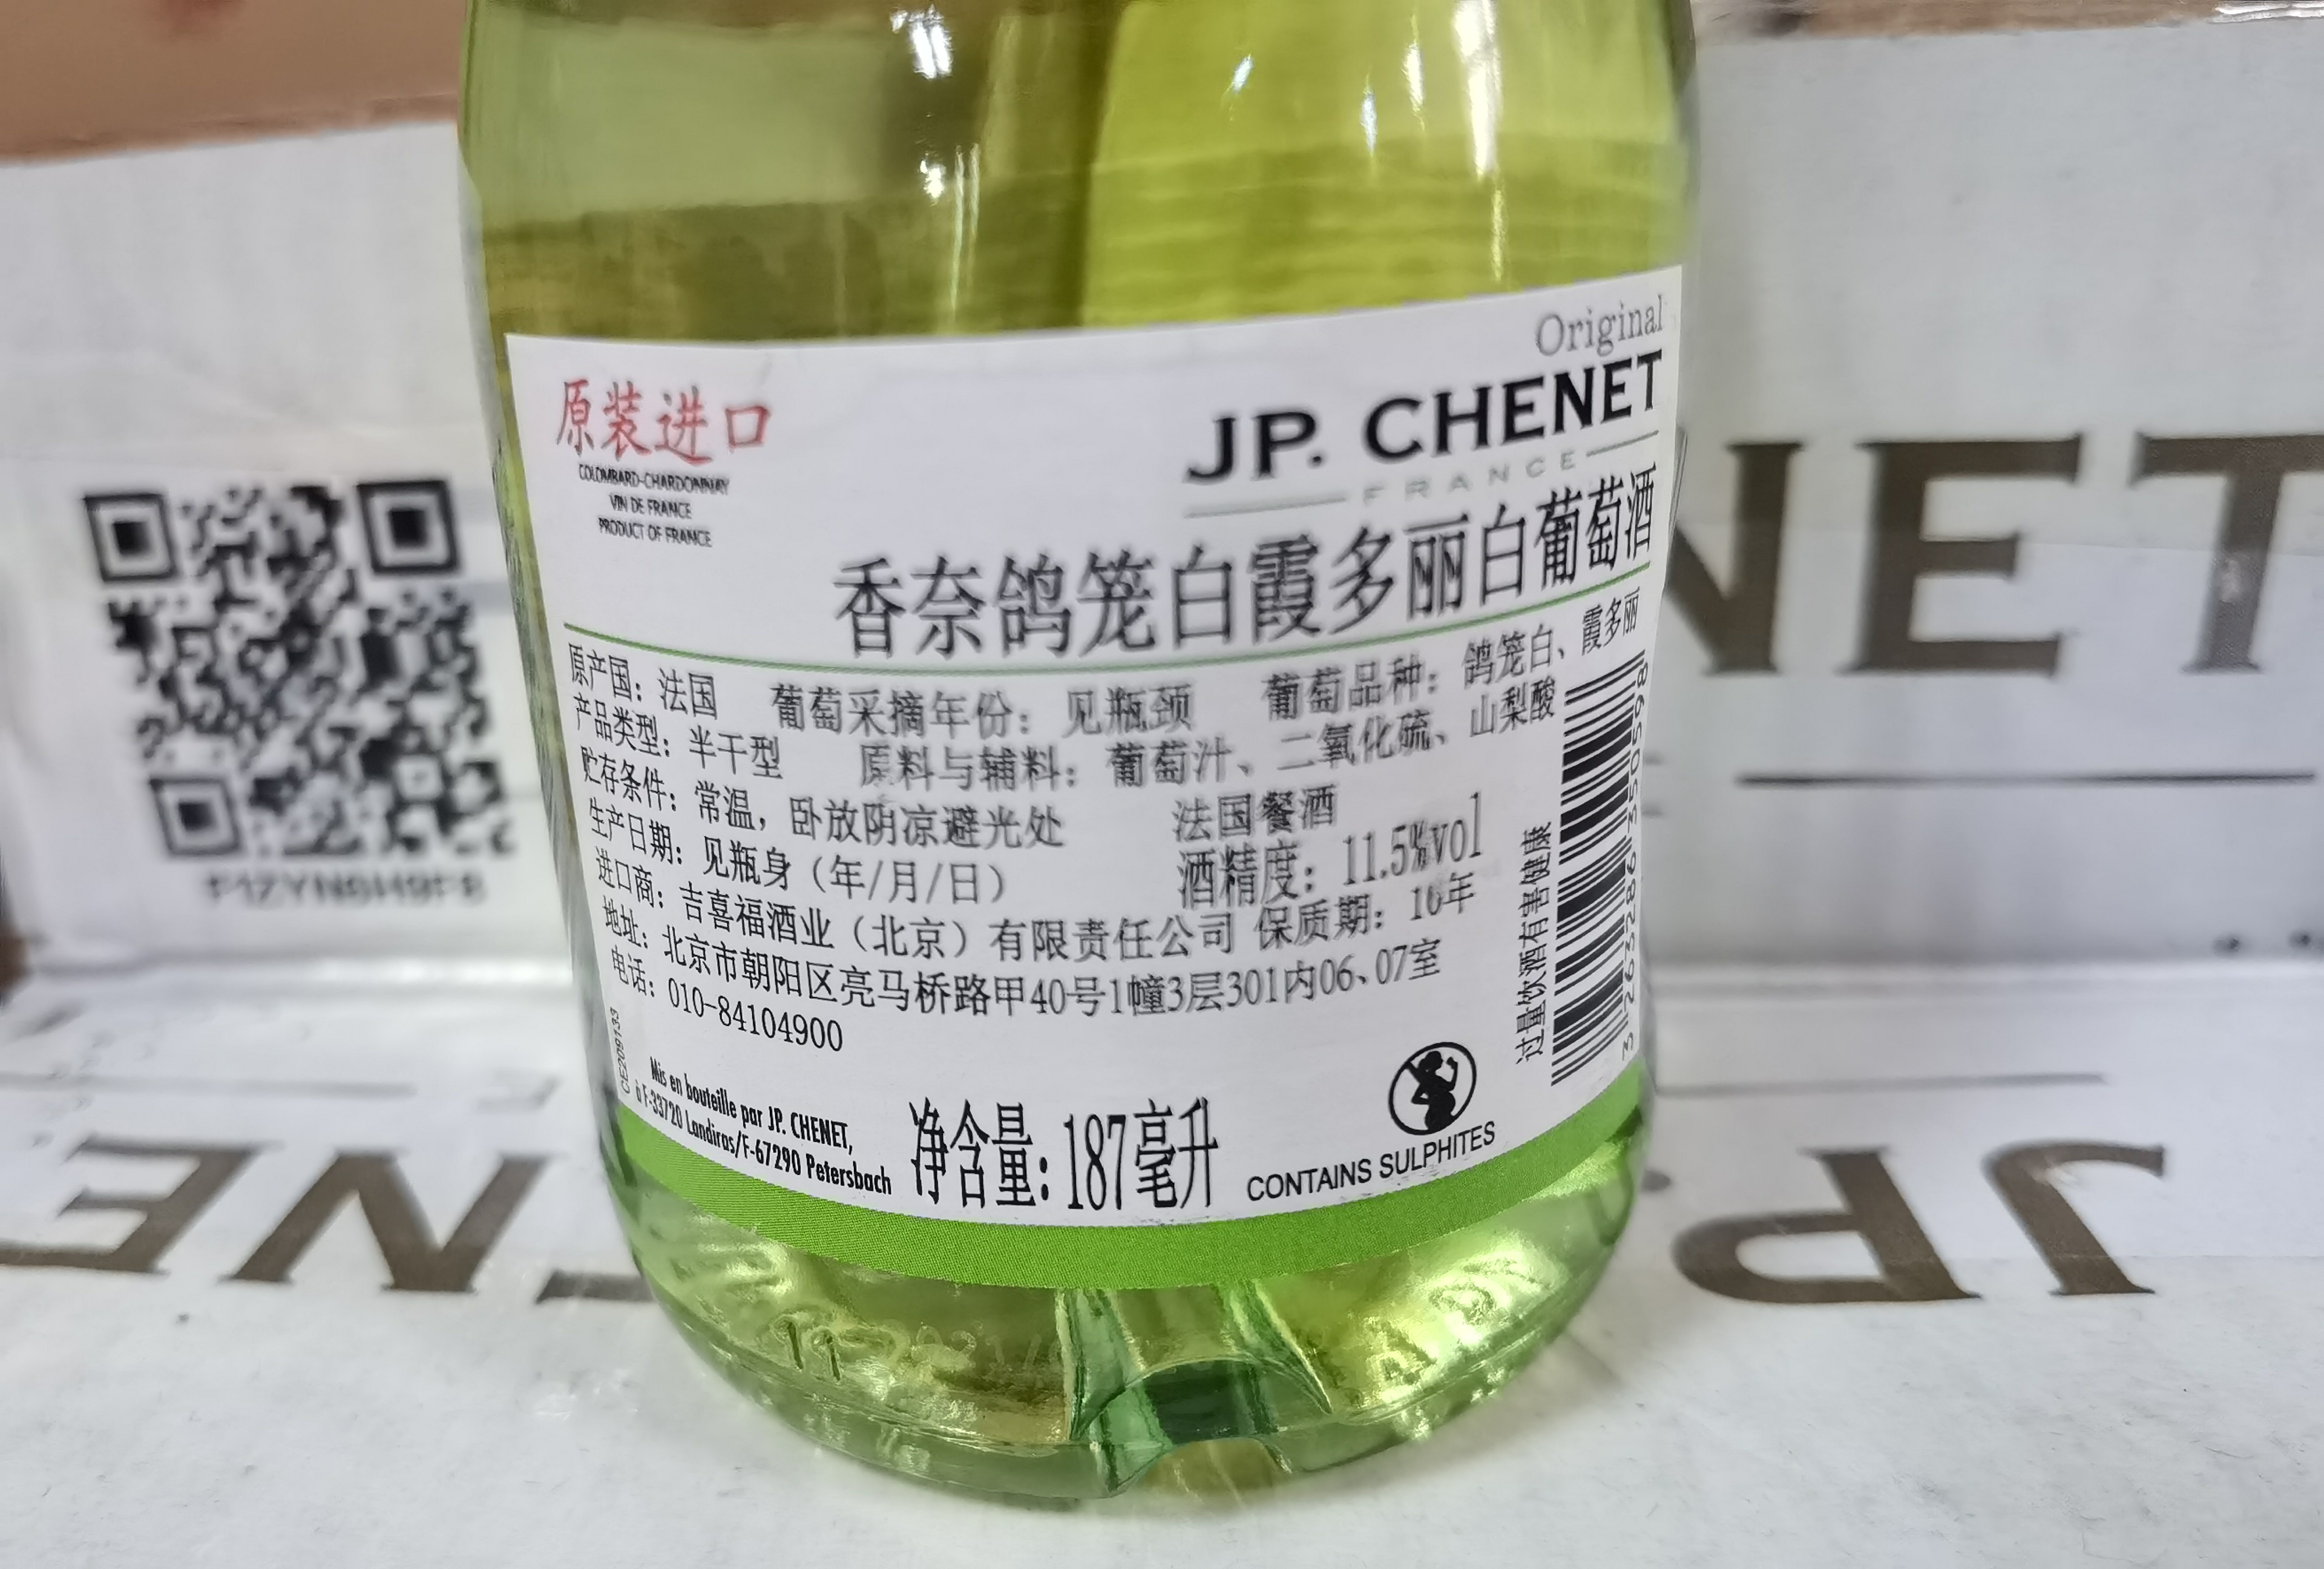 Original
JP. CHENET
FRANCE
原装进口
COLOMBARD-CHARDONNAY
VIN DE FRANCE
PRODUCT OF FRANCE
香奈鸽笼白霞多丽白葡萄酒
原产国：法国 葡萄采摘年份：见瓶颈 葡萄品种：鸽笼白、霞多丽
产品类型：半干型 原料与辅料：葡萄汁、二氧化硫、山梨酸
贮存条件：常温，卧放阴凉避光处 法国餐酒
生产日期：见瓶身（年/月/日） 酒精度：11.5%vol
进口商：吉喜福酒业（北京）有限责任公司 保质期：10年
地址：北京市朝阳区亮马桥路甲40号1幢3层301内06、07室
电话：010-84104900
过量饮酒有害健康
3 263286 350598
CE209133
Mis en bouteille par JP. CHENET,
à F-33720 Landiras/F-67290 Petersbach
净含量：187毫升
CONTAINS SULPHITES
NET
JP.
NE
11